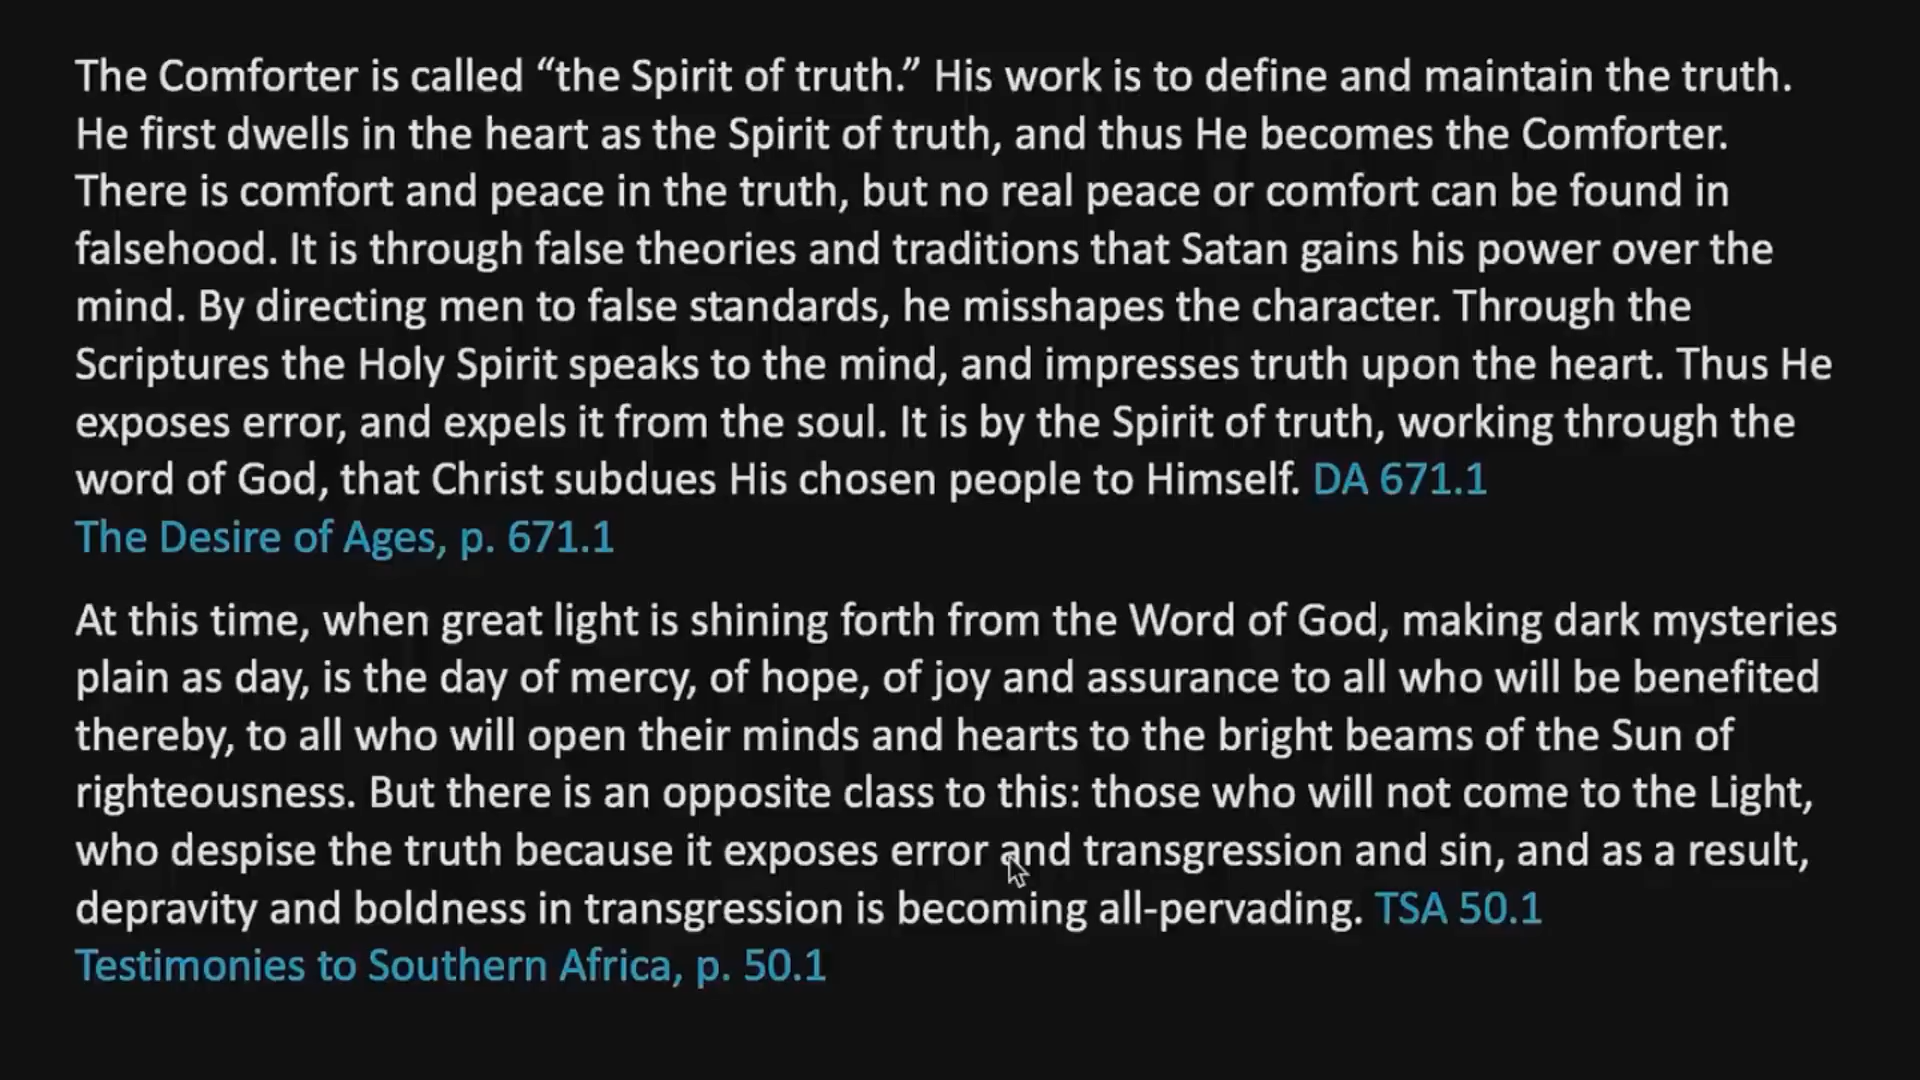 The Comforter is called “the Spirit of truth.” His work is to define and maintain the truth.
He first dwells in the heart as the Spirit of truth, and thus He becomes the Comforter.
There is comfort and peace in the truth, but no real peace or comfort can be found in
falsehood. It is through false theories and traditions that Satan gains his power over the
mind. By directing men to false standards, he misshapes the character. Through the
Scriptures the Holy Spirit speaks to the mind, and impresses truth upon the heart. Thus He
exposes error, and expels it from the soul. It is by the Spirit of truth, working through the
word of God, that Christ subdues His chosen people to Himself. DA 671.1
The Desire of Ages, p. 671.1
At this time, when great light is shining forth from the Word of God, making dark mysteries
plain as day, is the day of mercy, of hope, of joy and assurance to all who will be benefited
thereby, to all who will open their minds and hearts to the bright beams of the Sun of
righteousness. But there is an opposite class to this: those who will not come to the Light,
who despise the truth because it exposes error and transgression and sin, and as a result,
depravity and boldness in transgression is becoming all-pervading. TSA 50.1
Testimonies to Southern Africa, p. 50.1